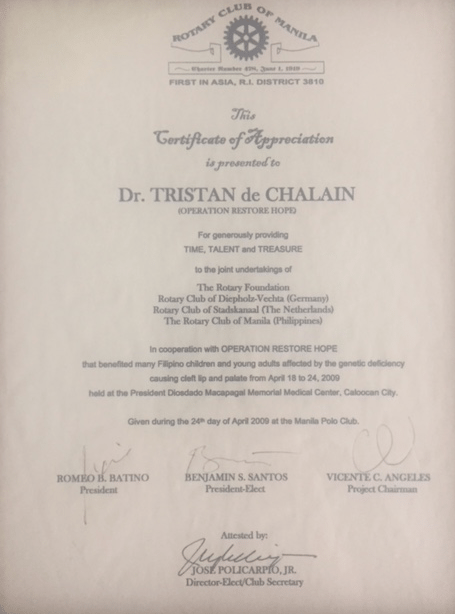 ROTARY CLUB OF MANILA
Charter Number 479, June 1, 1919
FIRST IN ASIA, R.I. DISTRICT 3810
This
Certificate of Appreciation
is presented to
Dr. TRISTAN de CHALAIN
(OPERATION RESTORE HOPE)
For generously providing
TIME, TALENT and TREASURE
to the joint undertakings of
The Rotary Foundation
Rotary Club of Diepholz-Vechta (Germany)
Rotary Club of Stadskanaal (The Netherlands)
The Rotary Club of Manila (Philippines)
In cooperation with OPERATION RESTORE HOPE
that benefited many Filipino children and young adults affected by the genetic deficiency
causing cleft lip and palate from April 18 to 24, 2009
held at the President Diosdado Macapagal Memorial Medical Center, Caloocan City.
Given during the 24th day of April 2009 at the Manila Polo Club.
ROMEO B. BATINO
President
BENJAMIN S. SANTOS
President-Elect
VICENTE C. ANGELES
Project Chairman
Attested by:
JOSE POLICARPIO, JR.
Director-Elect/Club Secretary